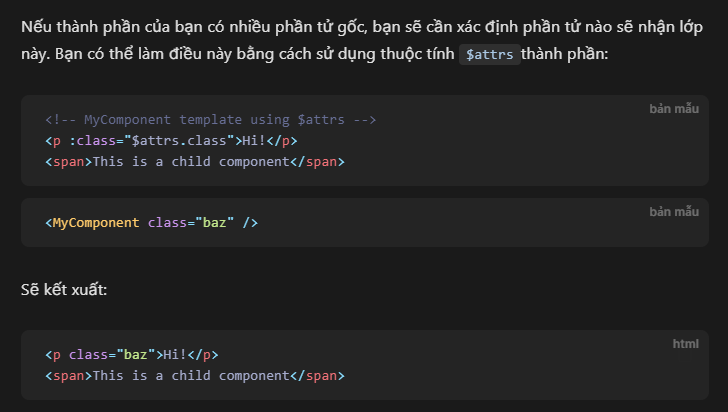 Nếu thành phần của bạn có nhiều phần tử gốc, bạn sẽ cần xác định phần tử nào sẽ nhận lớp
này. Bạn có thể làm điều này bằng cách sử dụng thuộc tính $attrs thành phần:
bản mẫu
<!-- MyComponent template using $attrs -->
<p :class="$attrs.class">Hi!</p>
<span>This is a child component</span>
bản mẫu
<MyComponent class="baz" />
Sẽ kết xuất:
html
<p class="baz">Hi!</p>
<span>This is a child component</span>